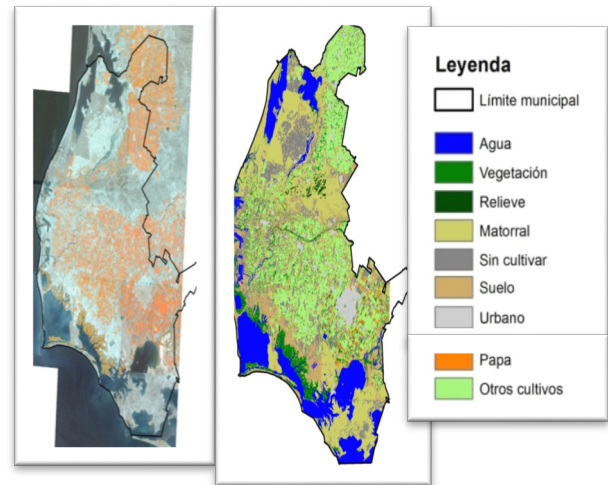 Leyenda
Límite municipal
Agua
Vegetación
Relieve
Matorral
Sin cultivar
Suelo
Urbano
Papa
Otros cultivos